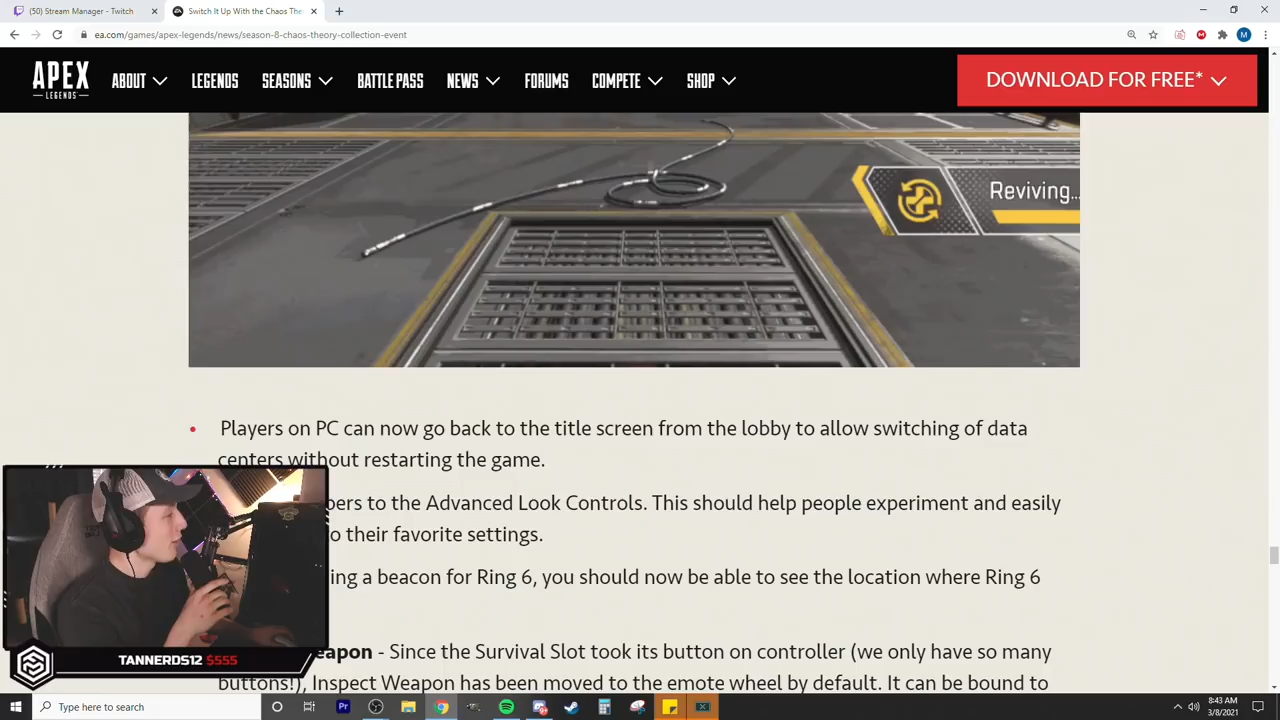 (50) Stream Manager - Twitch
Switch It Up With the Chaos The
ea.com/games/apex-legends/news/season-8-chaos-theory-collection-event
APEX
LEGENDS
ABOUT
LEGENDS
SEASONS
BATTLE PASS
NEWS
FORUMS
COMPETE
SHOP
DOWNLOAD FOR FREE*
Reviving...
• Players on PC can now go back to the title screen from the lobby to allow switching of data
centers without restarting the game.
bers to the Advanced Look Controls. This should help people experiment and easily
o their favorite settings.
ing a beacon for Ring 6, you should now be able to see the location where Ring 6
eapon - Since the Survival Slot took its button on controller (we only have so many
buttons!), Inspect Weapon has been moved to the emote wheel by default. It can be bound to
TANNERDS12 $555
Type here to search
8:43 AM
3/8/2021